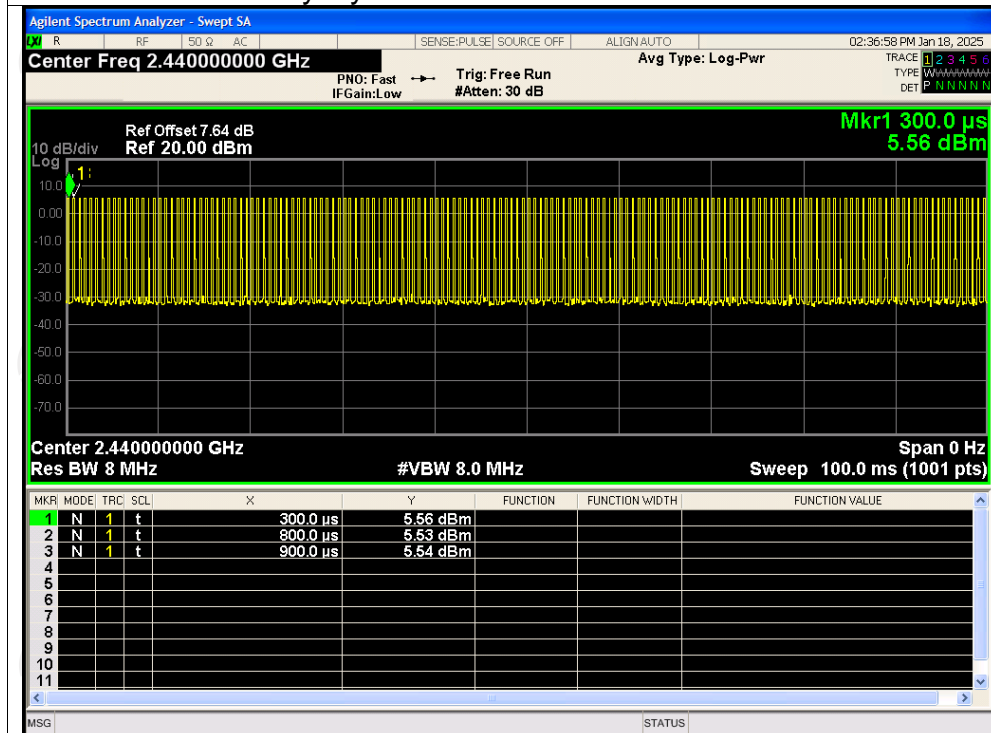 Agilent Spectrum Analyzer - Swept SA
LXI R RF 50 Ω AC SENSE:PULSE SOURCE OFF ALIGN AUTO 02:36:58 PM Jan 18, 2025
Center Freq 2.440000000 GHz Avg Type: Log-Pwr TRACE 1 2 3 4 5 6
PNO: Fast Trig: Free Run TYPE
IFGain:Low #Atten: 30 dB DET P N N N N N
Mkr1 300.0 µs
Ref Offset 7.64 dB
10 dB/div Ref 20.00 dBm 5.56 dBm
Log
1
10.0
0.00
-10.0
-20.0
-30.0
-40.0
-50.0
-60.0
-70.0
Center 2.440000000 GHz Span 0 Hz
Res BW 8 MHz #VBW 8.0 MHz Sweep 100.0 ms (1001 pts)
MKR MODE TRC SCL X Y FUNCTION FUNCTION WIDTH FUNCTION VALUE
1 N 1 t 300.0 µs 5.56 dBm
2 N 1 t 800.0 µs 5.53 dBm
3 N 1 t 900.0 µs 5.54 dBm
4
5
6
7
8
9
10
11
MSG STATUS